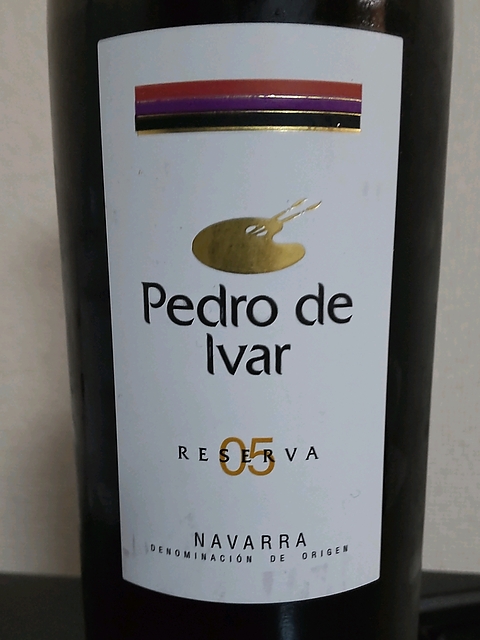 Pedro de
Ivar
05
RESERVA
NAVARRA
DENOMINACIÓN DE ORIGEN